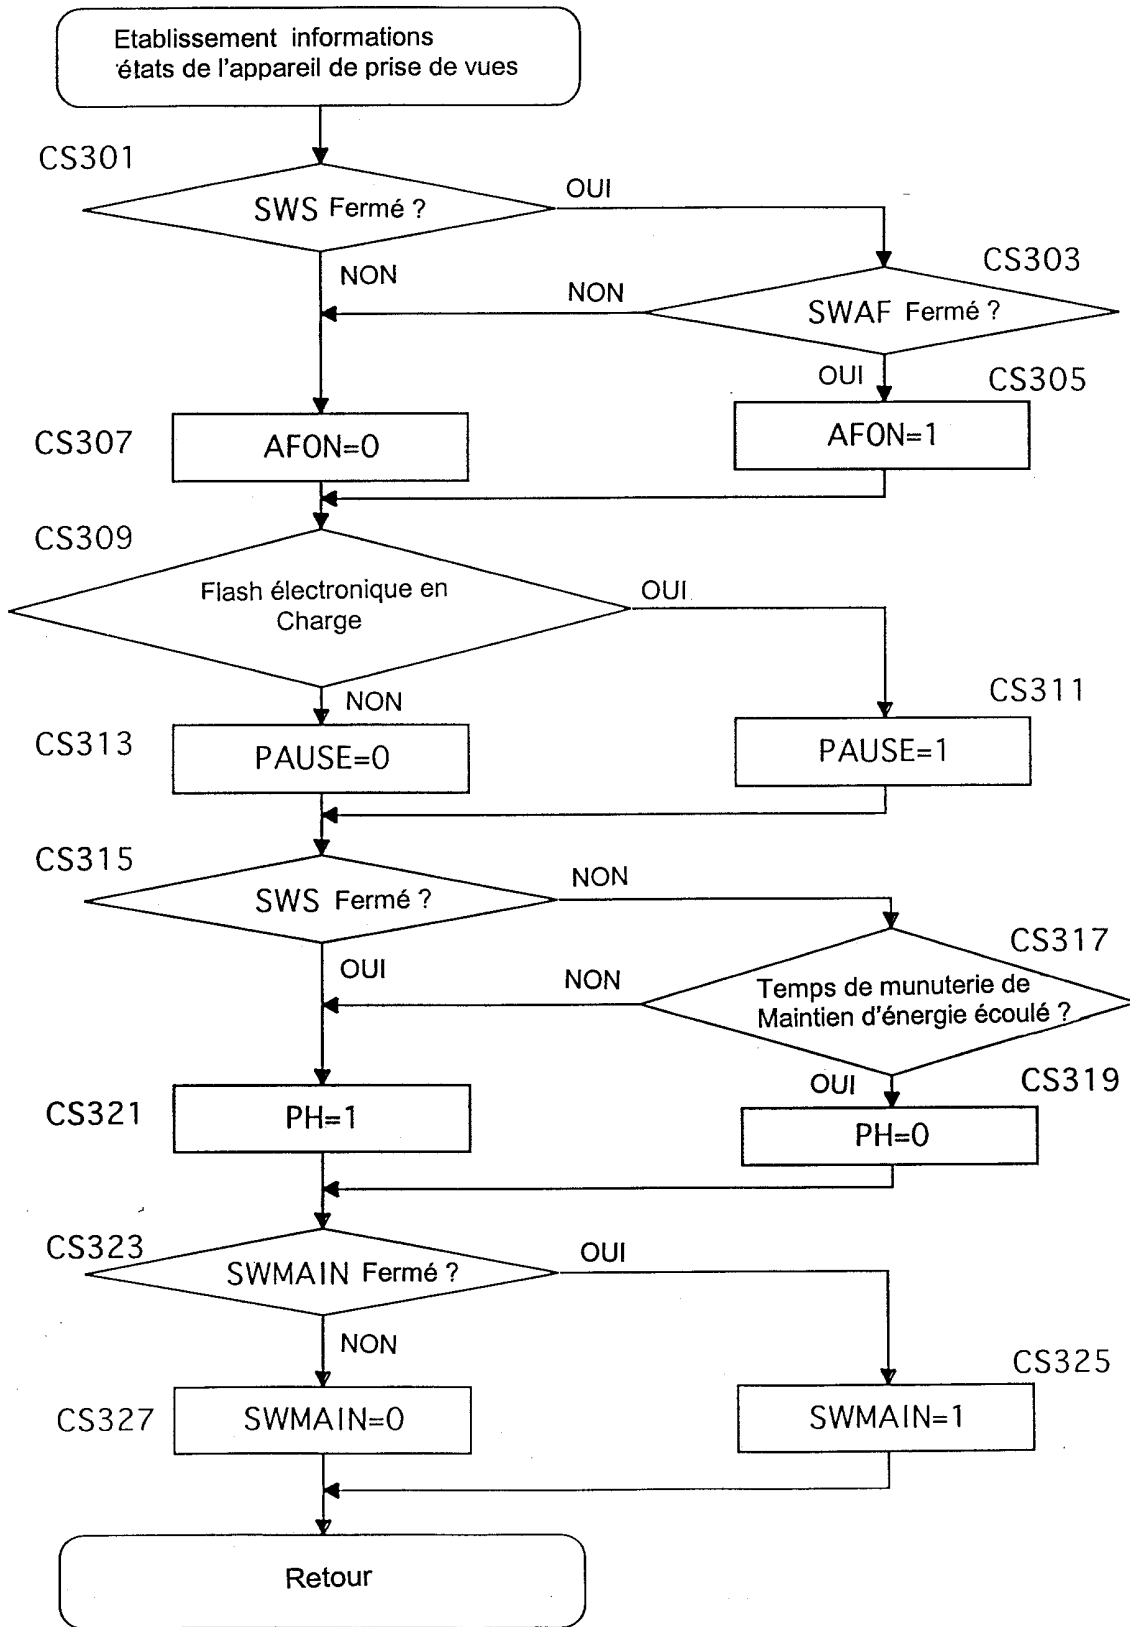 Etablissement informations
états de l'appareil de prise de vues
CS301
SWS Fermé ?
OUI
NON
CS303
SWAF Fermé ?
NON
OUI
CS305
AFON=1
CS307
AFON=0
CS309
Flash électronique en
Charge
OUI
NON
CS311
PAUSE=1
CS313
PAUSE=0
CS315
SWS Fermé ?
NON
OUI
CS317
Temps de munuterie de
Maintien d'énergie écoulé ?
NON
OUI
CS319
PH=0
CS321
PH=1
CS323
SWMAIN Fermé ?
OUI
NON
CS325
SWMAIN=1
CS327
SWMAIN=0
Retour